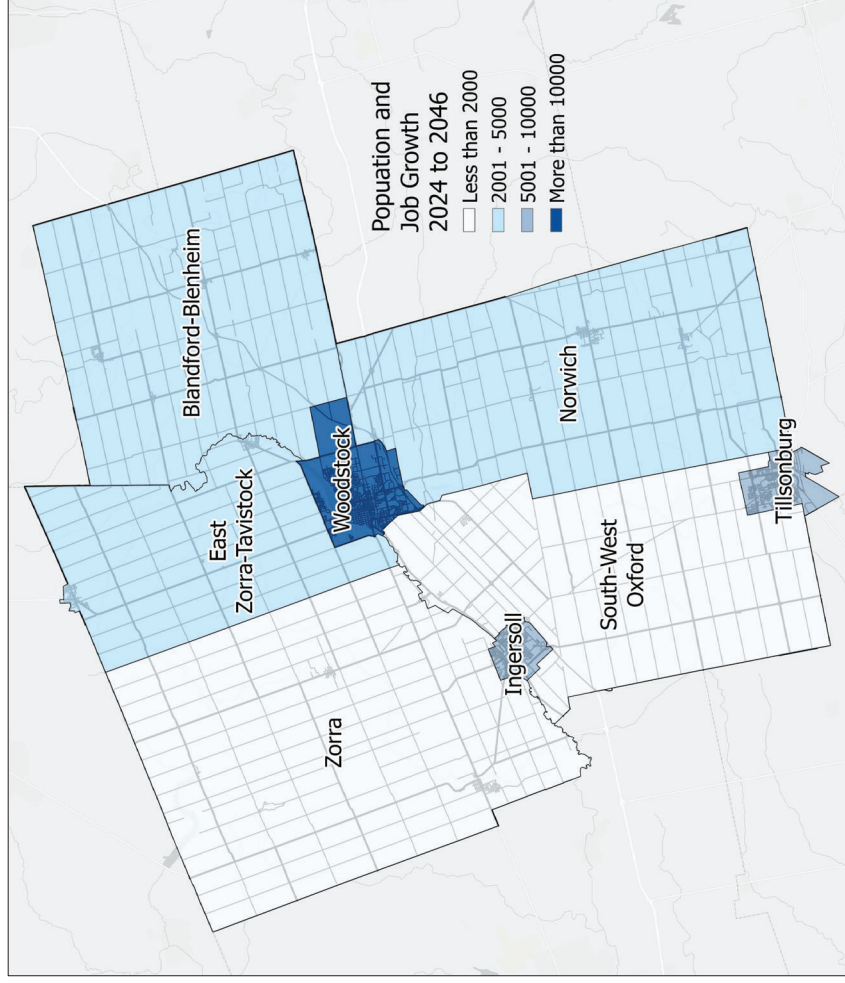 Popuation and
Job Growth
2024 to 2046
Less than 2000
2001 - 5000
5001 - 10000
More than 10000
Blandford-Blenheim
East
Zorra-Tavistock
Woodstock
Zorra
Norwich
Ingersoll
South-West
Oxford
Tillsonburg